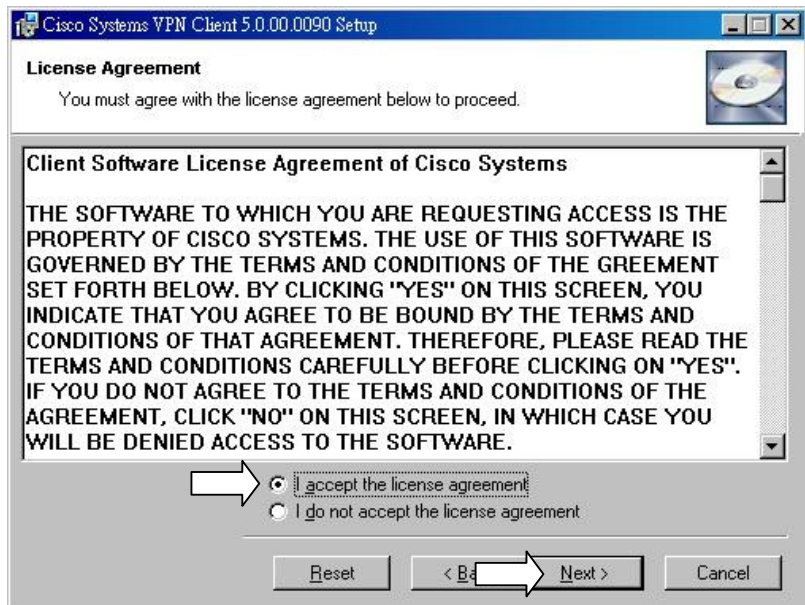 Cisco Systems VPN Client 5.0.00.0090 Setup
License Agreement
You must agree with the license agreement below to proceed.
Client Software License Agreement of Cisco Systems
THE SOFTWARE TO WHICH YOU ARE REQUESTING ACCESS IS THE
PROPERTY OF CISCO SYSTEMS. THE USE OF THIS SOFTWARE IS
GOVERNED BY THE TERMS AND CONDITIONS OF THE GREEMENT
SET FORTH BELOW. BY CLICKING "YES" ON THIS SCREEN, YOU
INDICATE THAT YOU AGREE TO BE BOUND BY THE TERMS AND
CONDITIONS OF THAT AGREEMENT. THEREFORE, PLEASE READ THE
TERMS AND CONDITIONS CAREFULLY BEFORE CLICKING ON "YES".
IF YOU DO NOT AGREE TO THE TERMS AND CONDITIONS OF THE
AGREEMENT, CLICK "NO" ON THIS SCREEN, IN WHICH CASE YOU
WILL BE DENIED ACCESS TO THE SOFTWARE.
I accept the license agreement
I do not accept the license agreement
Reset < Next > Cancel